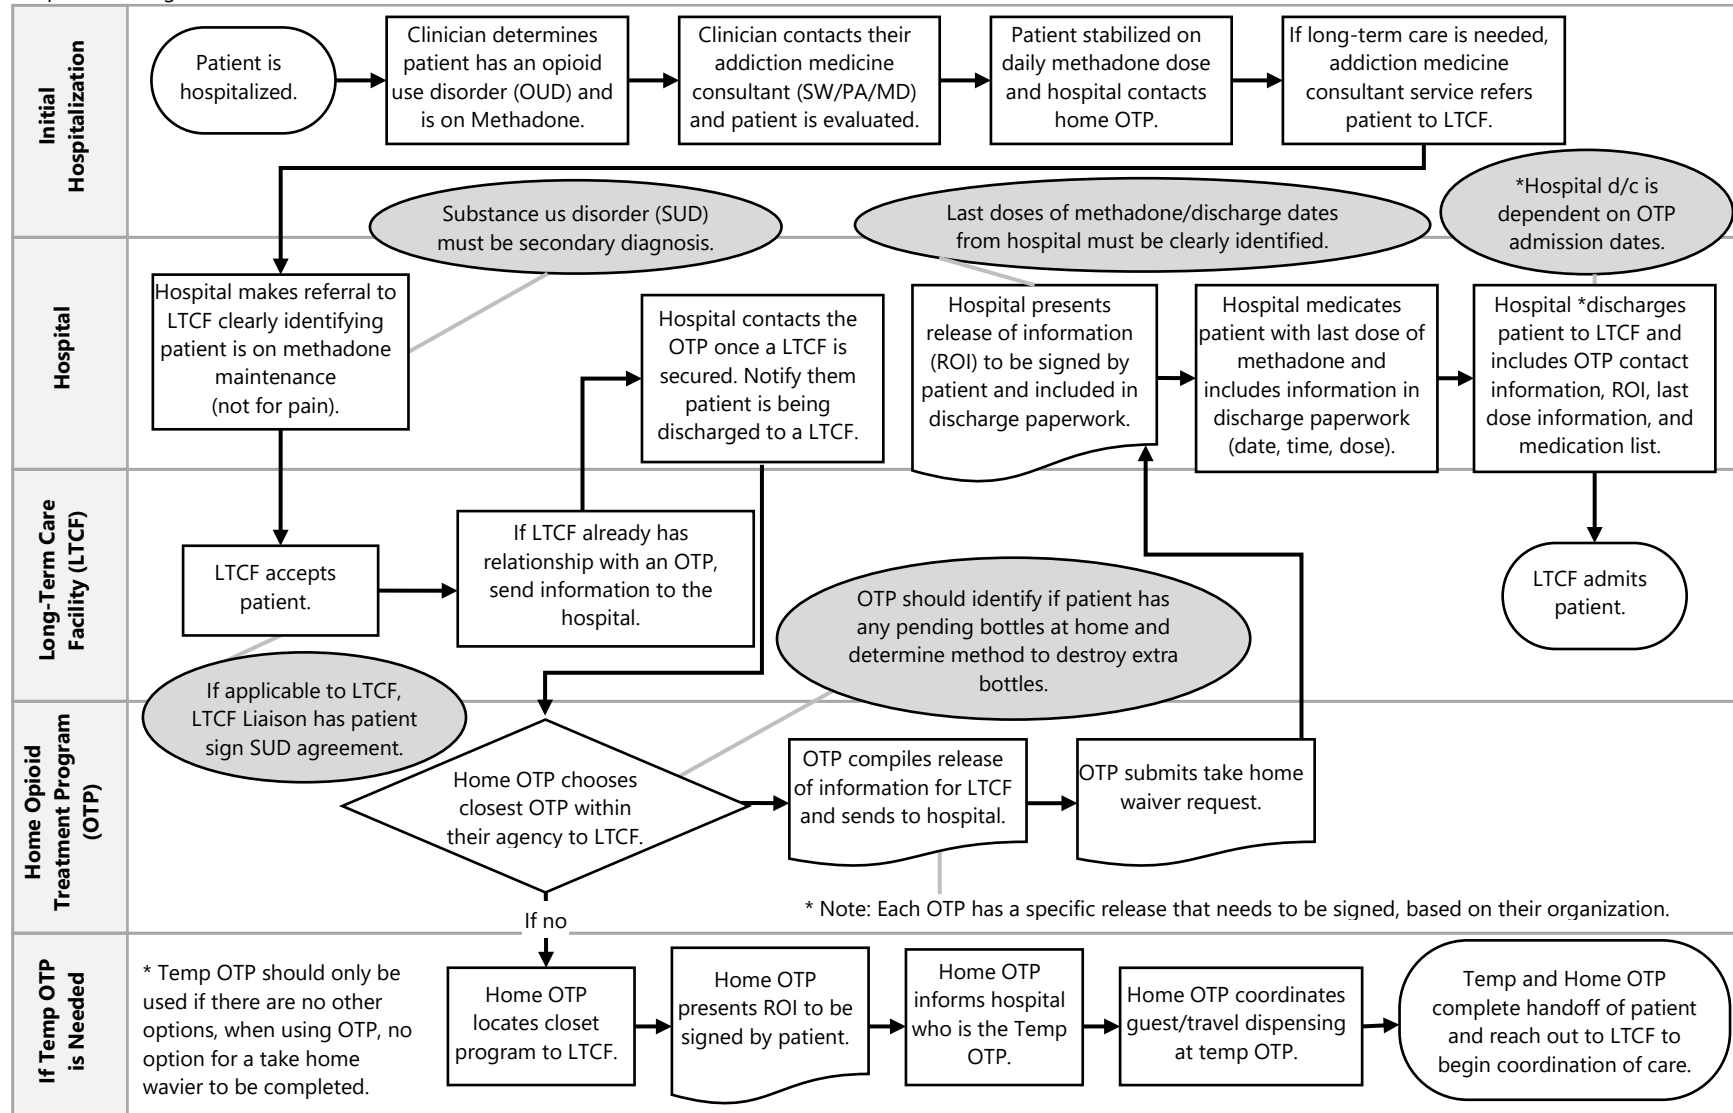 Initial
Hospitalization
Patient is
hospitalized.
Clinician determines
patient has an opioid
use disorder (OUD) and
is on Methadone.
Clinician contacts their
addiction medicine
consultant (SW/PA/MD)
and patient is evaluated.
Patient stabilized on
daily methadone dose
and hospital contacts
home OTP.
If long-term care is needed,
addiction medicine
consultant service refers
patient to LTCF.
Substance us disorder (SUD)
must be secondary diagnosis.
Last doses of methadone/discharge dates
from hospital must be clearly identified.
*Hospital d/c is
dependent on OTP
admission dates.
Hospital
Hospital makes referral to
LTCF clearly identifying
patient is on methadone
maintenance
(not for pain).
Hospital contacts the
OTP once a LTCF is
secured. Notify them
patient is being
discharged to a LTCF.
Hospital presents
release of information
(ROI) to be signed by
patient and included in
discharge paperwork.
Hospital medicates
patient with last dose of
methadone and
includes information in
discharge paperwork
(date, time, dose).
Hospital *discharges
patient to LTCF and
includes OTP contact
information, ROI, last
dose information, and
medication list.
Long-Term Care
Facility (LTCF)
LTCF accepts
patient.
If LTCF already has
relationship with an OTP,
send information to the
hospital.
OTP should identify if patient has
any pending bottles at home and
determine method to destroy extra
bottles.
LTCF admits
patient.
If applicable to LTCF,
LTCF Liaison has patient
sign SUD agreement.
Home Opioid
Treatment Program
(OTP)
Home OTP chooses
closest OTP within
their agency to LTCF.
OTP compiles release
of information for LTCF
and sends to hospital.
OTP submits take home
waiver request.
* Note: Each OTP has a specific release that needs to be signed, based on their organization.
If no
If Temp OTP
is Needed
* Temp OTP should only be
used if there are no other
options, when using OTP, no
option for a take home
wavier to be completed.
Home OTP
locates closet
program to LTCF.
Home OTP
presents ROI to be
signed by patient.
Home OTP
informs hospital
who is the Temp
OTP.
Home OTP coordinates
guest/travel dispensing
at temp OTP.
Temp and Home OTP
complete handoff of patient
and reach out to LTCF to
begin coordination of care.